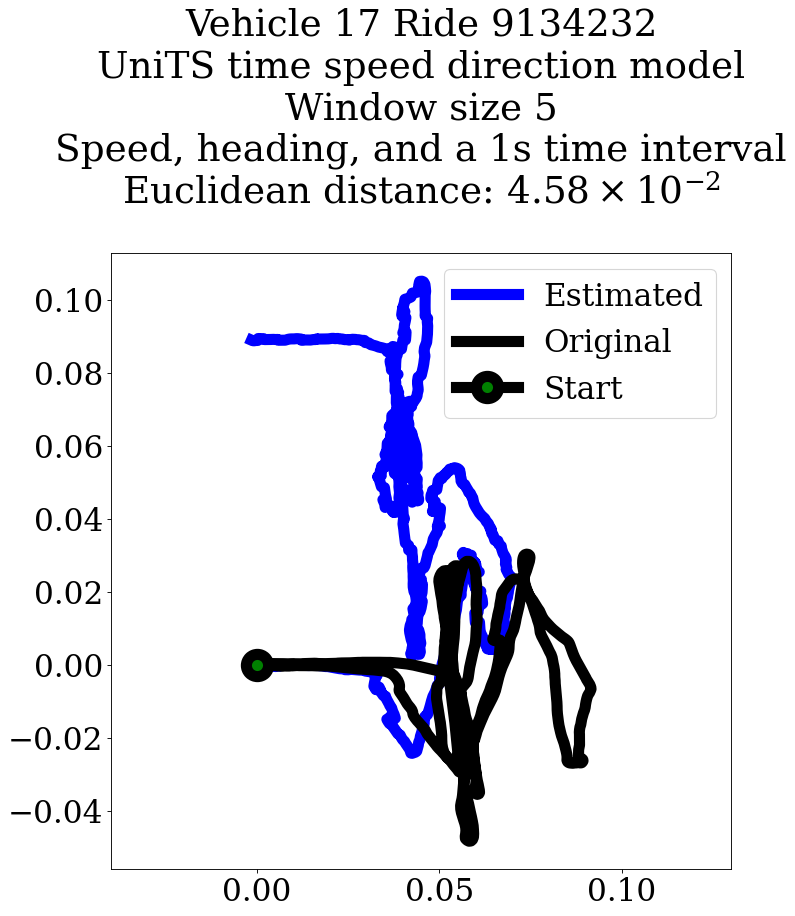 Vehicle 17 Ride 9134232
UniTS time speed direction model
Window size 5
Speed, heading, and a 1s time interval
Euclidean distance: 4.58 × 10⁻²
Estimated
Original
Start
0.10
0.08
0.06
0.04
0.02
0.00
−0.02
−0.04
0.00 0.05 0.10